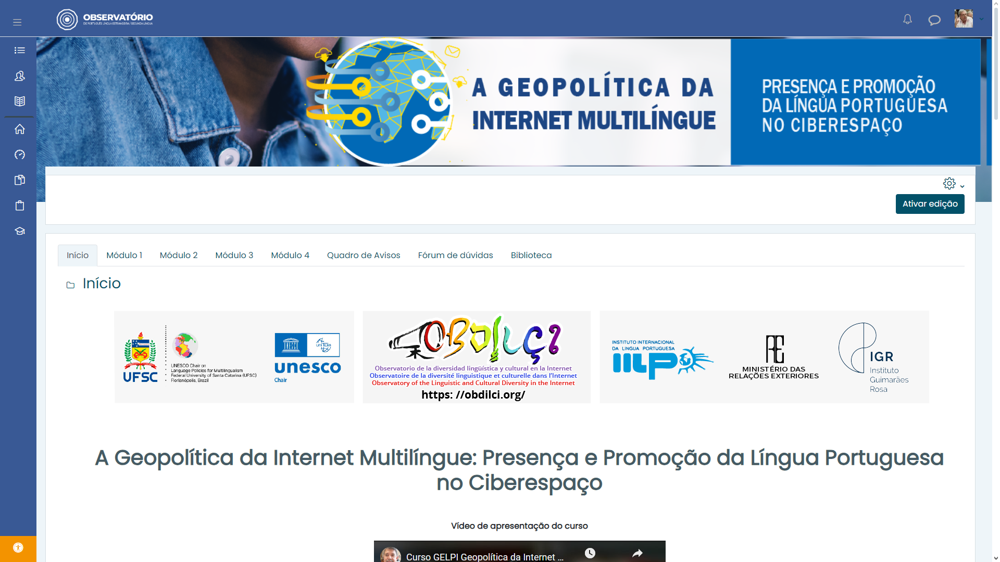 OBSERVATÓRIO
DE PORTUGUÊS LÍNGUA ESTRANGEIRA / SEGUNDA LÍNGUA
A GEOPOLÍTICA DA
INTERNET MULTILÍNGUE
PRESENÇA E PROMOÇÃO
DA LÍNGUA PORTUGUESA
NO CIBERESPAÇO
Ativar edição
Início
Módulo 1
Módulo 2
Módulo 3
Módulo 4
Quadro de Avisos
Fórum de dúvidas
Biblioteca
Início
UFSC
UNESCO Chair on
Language Policies for Multilingualism
Federal University of Santa Catarina (UFSC)
Florianópolis, Brazil
unesco
Chair
OBDILCI
Observatorio de la diversidad lingüística y cultural en la Internet
Observatoire de la diversité linguistique et culturelle dans l'Internet
Observatory of the Linguistic and Cultural Diversity in the Internet
https: //obdilci.org/
INSTITUTO INTERNACIONAL
DA LINGUA PORTUGUESA
IILP
MINISTÉRIO DAS
RELAÇÕES EXTERIORES
IGR
Instituto
Guimarães
Rosa
A Geopolítica da Internet Multilíngue: Presença e Promoção da Língua Portuguesa
no Ciberespaço
Vídeo de apresentação do curso
Curso GELPI Geopolítica da Internet ...